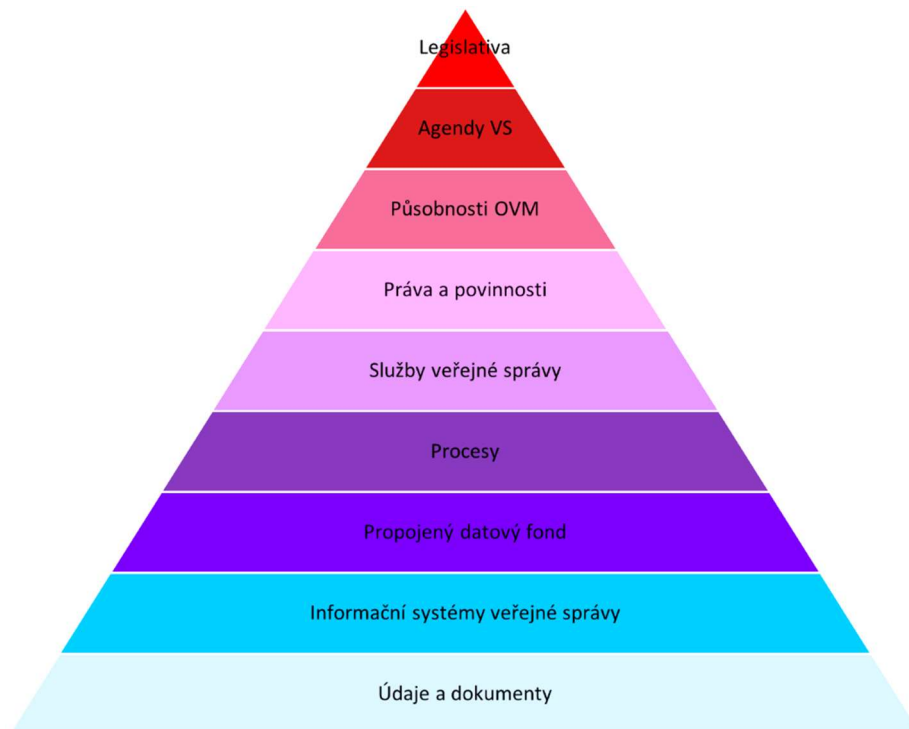 Legislativa
Agendy VS
Působnosti OVM
Práva a povinnosti
Služby veřejné správy
Procesy
Propojený datový fond
Informační systémy veřejné správy
Údaje a dokumenty